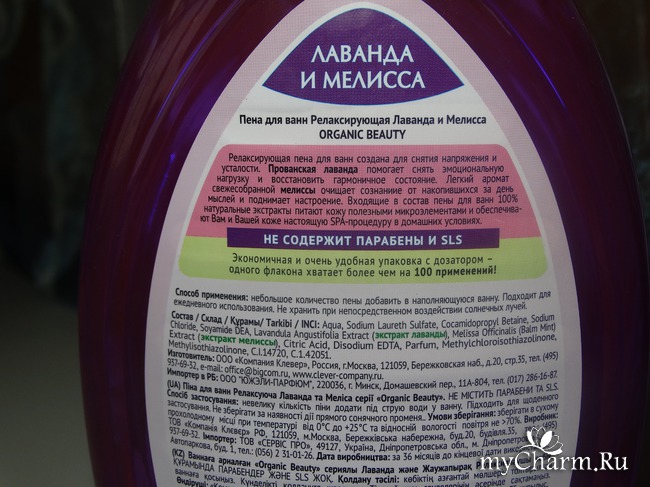 ЛАВАНДА
И МЕЛИССА
Пена для ванн Релаксирующая Лаванда и Мелисса
ORGANIC BEAUTY
Релаксирующая пена для ванн создана для снятия напряжения и
усталости. Прованская лаванда помогает снять эмоциональную
нагрузку и восстановить гармоничное состояние. Легкий аромат
свежесобранной мелиссы очищает сознание от накопившихся за день
мыслей и поднимает настроение. Входящие в состав пены для ванн 100%
натуральные экстракты питают кожу полезными микроэлементами и обеспечива-
ют Вам и Вашей коже настоящую SPA-процедуру в домашних условиях.
НЕ СОДЕРЖИТ ПАРАБЕНЫ И SLS
Экономичная и очень удобная упаковка с дозатором –
одного флакона хватает более чем на 100 применений!
Способ применения: небольшое количество пены добавить в наполняющуюся ванну. Подходит для
ежедневного использования. Не хранить при непосредственном воздействии солнечных лучей.
Состав / Склад / Құрамы / Tarkibi / INCI: Aqua, Sodium Laureth Sulfate, Cocamidopropyl Betaine, Sodium
Chloride, Soyamide DEA, Lavandula Angustifolia Extract (экстракт лаванды), Melissa Officinalis (Balm Mint)
Extract (экстракт мелиссы), Citric Acid, Disodium EDTA, Parfum, Methylchloroisothiazolinone,
Methylisothiazolinone, C.I.14720, C.I.42051.
Изготовитель: ООО «Компания Клевер», Россия, г.Москва, 121059, Бережковская наб., д.20, стр.35, тел. (495)
937-69-32, e-mail: office@bigcom.ru, www.clever-company.ru.
Импортер в РБ: ООО "ЮЖЭЛИ-ПАРФЮМ", 220036, г. Минск, Домашевский пер., 11А-804, тел. (017) 286-16-87.
(UA) Піна для ванн Релаксуюча Лаванда та Меліса серії «Organic Beauty». НЕ МІСТИТЬ ПАРАБЕНИ ТА SLS.
Спосіб застосування: невелику кількість піни додати під струю води у ванну. Підходить для щоденного
застосування. Не зберігати за наявності дії прямого сонячного проміння. Умови зберігання: зберігати в сухому
прохолодному місці при температурі від 0°С до +25°С та відносній вологості повітря не >70%. Виробник:
ТОВ "Компанія Клєвєр" РФ, 121059, м.Москва, Бережківська набережна, буд.20, будівля.35, (495)
937-69-32. Імпортер: ТОВ "СЕРВІС ПРО", 49127, Україна, Дніпропетровська обл., м. Дніпропетровськ,
Автопаркова, буд. 1, тел.: (056) 2 31-01-26. Дата виробництва: за 36 місяців до кінцевої дати
(KZ) Ваннаға арналған «Organic Beauty» сериялы Лаванда және
ҚҰРАМЫНДА ПАРАБЕНДЕР ЖӘНЕ SLS ЖОҚ. Қолдану тәсілі: көбіктің
myCharm.Ru